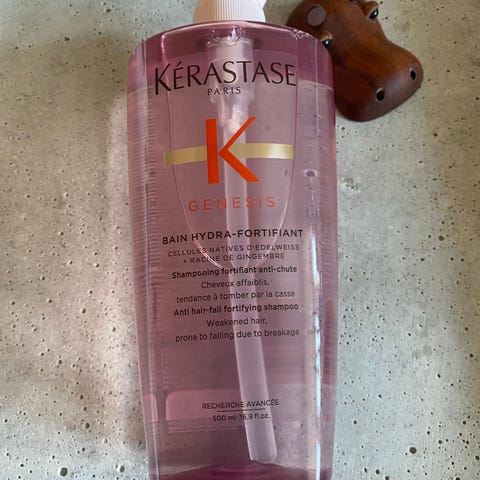 KÉRASTASE
PARIS
K
GENESIS
BAIN HYDRA-FORTIFIANT
CELLULES NATIVES D'EDELWEISS
+ RACINE DE GINGEMBRE
Shampooing fortifiant anti-chute
Cheveux affaiblis,
tendance à tomber par la casse
Anti hair-fall fortifying shampoo
Weakened hair,
prone to falling due to breakage
RECHERCHE AVANCÉE
500 ml 16.9 fl.oz.